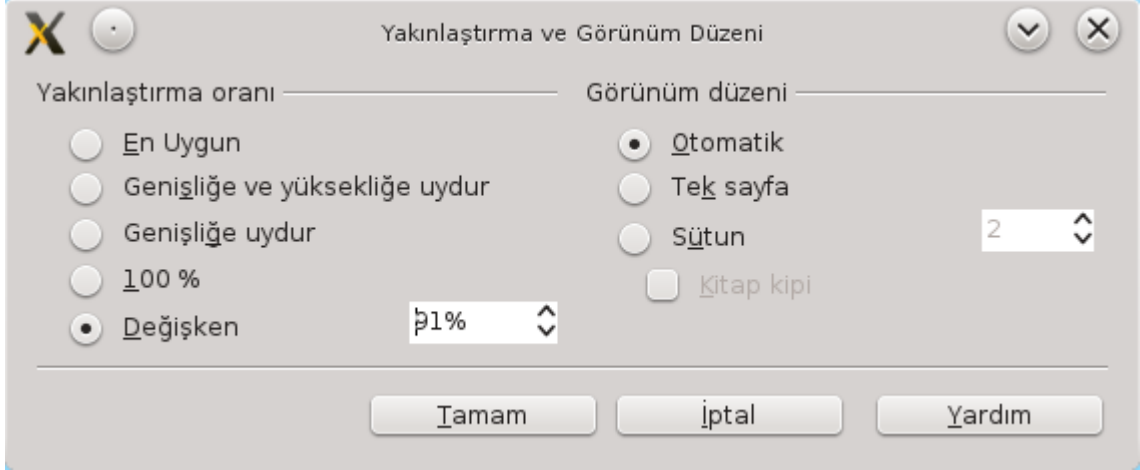 Yakınlaştırma ve Görünüm Düzeni
Yakınlaştırma oranı
En Uygun
Genişliğe ve yüksekliğe uydur
Genişliğe uydur
100 %
Değişken
91%
Görünüm düzeni
Otomatik
Tek sayfa
Sütun
2
Kitap kipi
Tamam
İptal
Yardım